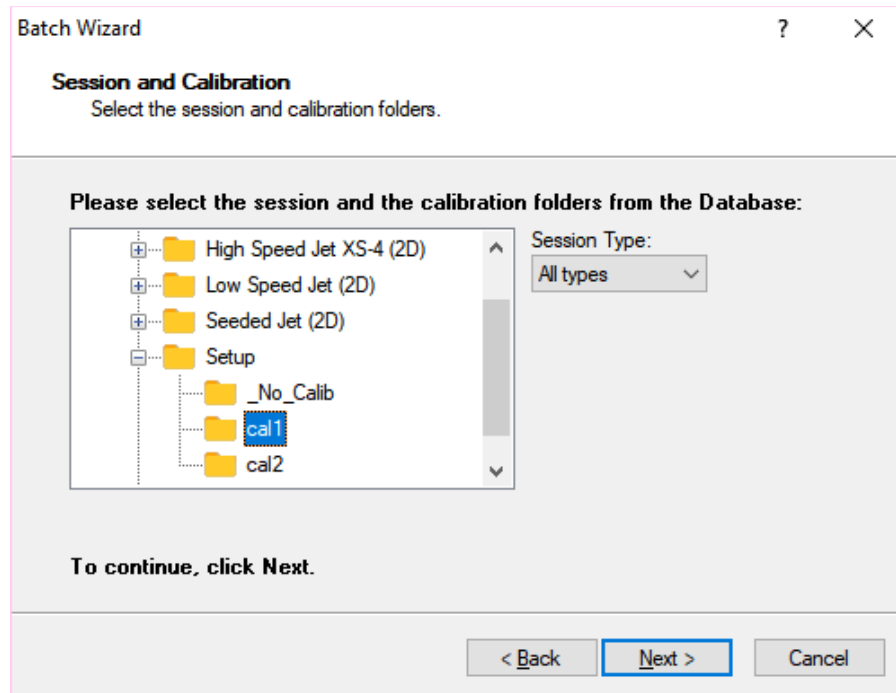 Batch Wizard ?
Session and Calibration
Select the session and calibration folders.
Please select the session and the calibration folders from the Database:
High Speed Jet XS-4 (2D)
Low Speed Jet (2D)
Seeded Jet (2D)
Setup
_No_Calib
cal1
cal2
Session Type:
All types
To continue, click Next.
< Back Next > Cancel